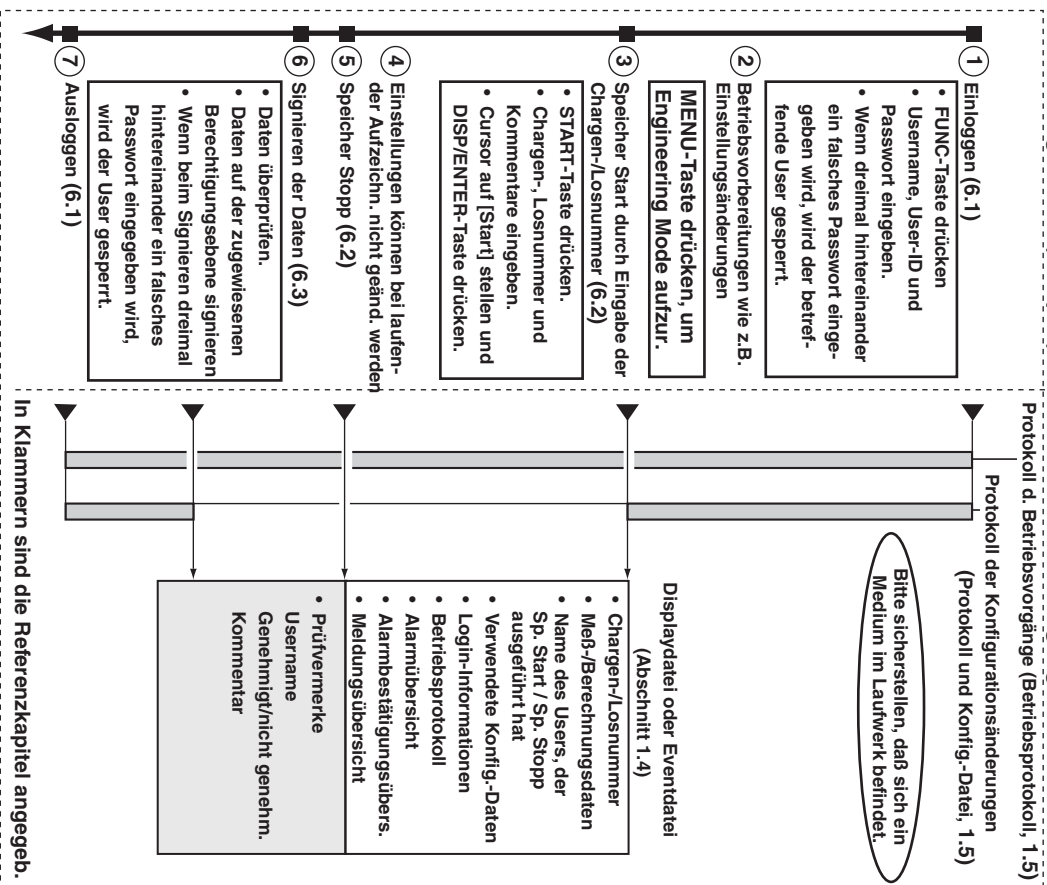 1 Einloggen (6.1)
• FUNC-Taste drücken
• Username, User-ID und
Passwort eingeben.
• Wenn dreimal hintereinander
ein falsches Passwort einge-
geben wird, wird der betref-
fende User gesperrt.
2 Betriebsvorbereitungen wie z.B.
Einstellungsänderungen
MENU-Taste drücken, um
Engineering Mode aufzur.
3 Speicher Start durch Eingabe der
Chargen-/Losnummer (6.2)
• START-Taste drücken.
• Chargen-, Losnummer und
Kommentare eingeben.
• Cursor auf [Start] stellen und
DISP/ENTER-Taste drücken.
4 Einstellungen können bei laufen-
der Aufzeichn. nicht geänd. werden
5 Speicher Stopp (6.2)
6 Signieren der Daten (6.3)
• Daten überprüfen.
• Daten auf der zugewiesenen
Berechtigungsebene signieren
• Wenn beim Signieren dreimal
hintereinander ein falsches
Passwort eingegeben wird,
wird der User gesperrt.
7 Ausloggen (6.1)
Protokoll d. Betriebsvorgänge (Betriebsprotokoll, 1.5)
Protokoll der Konfigurationsänderungen
(Protokoll und Konfig.-Datei, 1.5)
Bitte sicherstellen, daß sich ein
Medium im Laufwerk befindet.
Displaydatei oder Eventdatei
(Abschnitt 1.4)
• Chargen-/Losnummer
• Meß-/Berechnungsdaten
• Name des Users, der
Sp. Start / Sp. Stopp
ausgeführt hat
• Verwendete Konfig.-Daten
• Login-Informationen
• Betriebsprotokoll
• Alarmübersicht
• Alarmbestätigungsübers.
• Meldungsübersicht
• Prüfvermerke
Username
Genehmigt/nicht genehm.
Kommentar
In Klammern sind die Referenzkapitel angegeb.